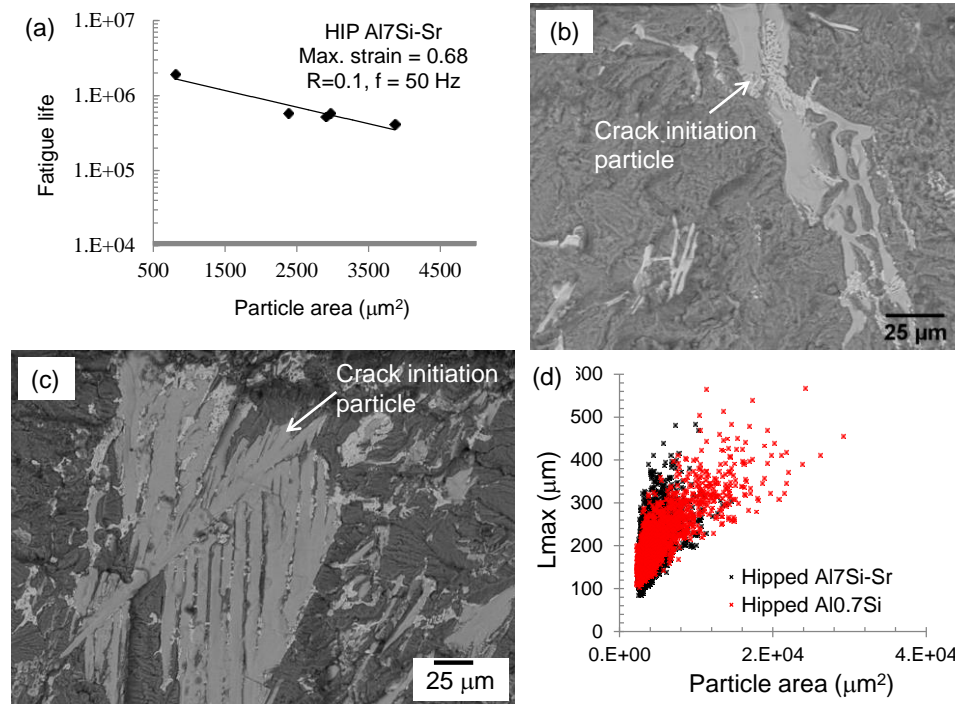 (a)
HIP Al7Si-Sr
Max. strain = 0.68
R=0.1, f = 50 Hz
1.E+07
1.E+06
1.E+05
1.E+04
Fatigue life
500
1500
2500
3500
4500
Particle area (μm²)
(b)
Crack initiation
particle
25 μm
(c)
Crack initiation
particle
25 μm
(d)
500
400
300
200
100
0
Lmax (μm)
Hipped Al7Si-Sr
Hipped Al0.7Si
0.E+00
2.E+04
4.E+04
Particle area (μm²)